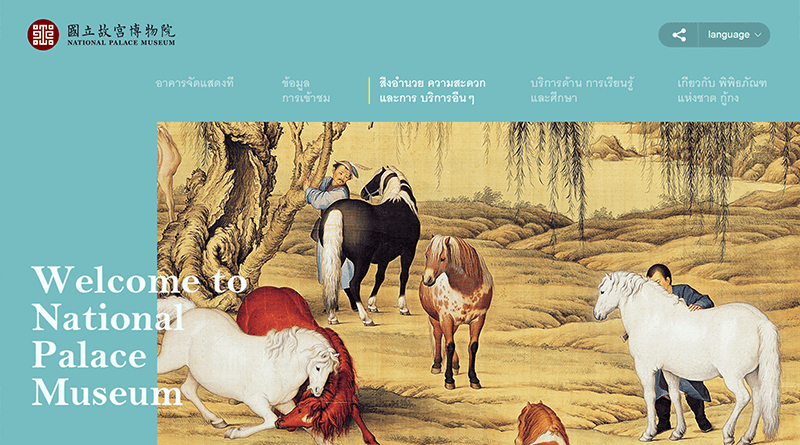 國立故宮博物院
NATIONAL PALACE MUSEUM
language
อาคารจัดแสดงที่
ข้อมูล
การเข้าชม
สิ่งอำนวย ความสะดวก
และการ บริการอื่นๆ
บริการด้าน การเรียนรู้
และศึกษา
เกี่ยวกับ พิพิธภัณฑ
แห่งชาต กู้กง
Welcome to
National
Palace
Museum